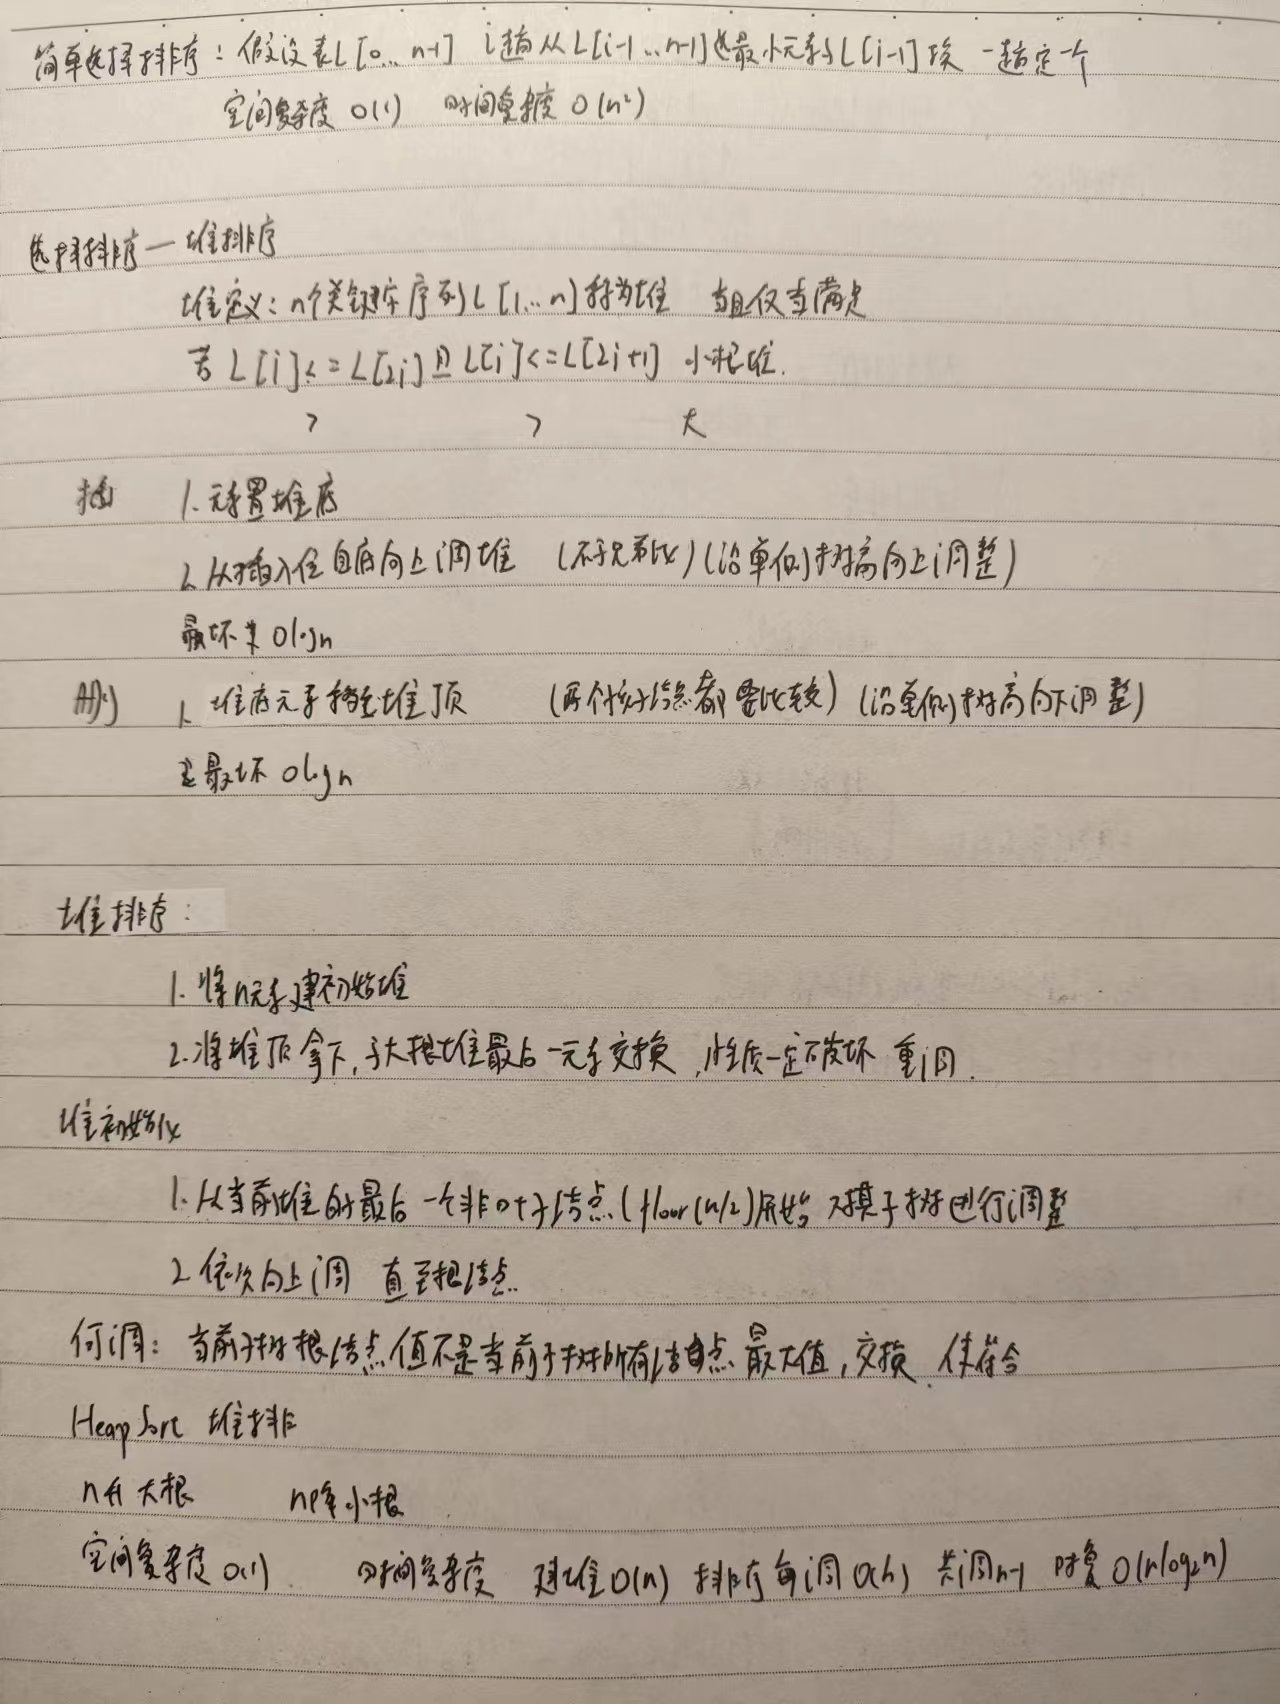 简单选择排序：假设表L[0...n-1] i趟从L[i-1...n-1]选最小元素与L[i-1]换 一趟定一个
空间复杂度 O(1) 时间复杂度 O(n²)
选择排序—堆排序
堆定义：n个关键字序列L[1...n]称为堆 当且仅当满足
若L[i]<=L[2i]且L[i]<=L[2i+1] 小根堆.
> > 大
插 1.元素置堆底
2.从插入位自底向上调堆 (不与兄弟比)(沿单侧树高向上调整)
最坏 Ologn
删 1. 堆底元素移至堆顶 (两个孩子结点都要比较) (沿单侧树高向下调整)
最坏 Ologn
堆排序：
1.将n元素建初始堆
2.将堆顶拿下,与大根堆最后一元素交换,性质一定破坏 重调.
堆初始化
1.从当前堆的最后一个非叶子结点(floor(n/2)开始 对其子树进行调整
2.依次向上调 直至根结点.
何调：当前子树根结点值不是当前子树所有结点最大值,交换.使符合
HeapSort 堆排
n升大根 n降小根
空间复杂度 O(1). 时间复杂度 建堆O(n) 排序每调O(h) 共调n-1 时复O(nlog₂n)